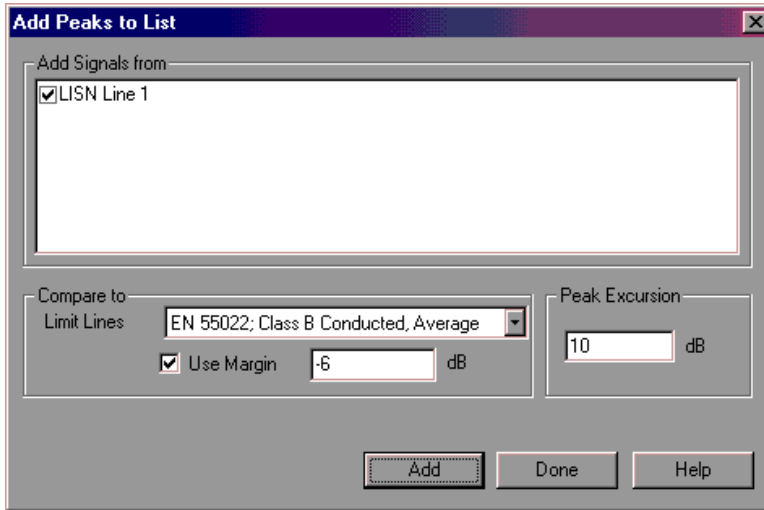 Add Peaks to List
Add Signals from
LISN Line 1
Compare to
Limit Lines
EN 55022; Class B Conducted, Average
Use Margin
-6
dB
Peak Excursion
10
dB
Add
Done
Help